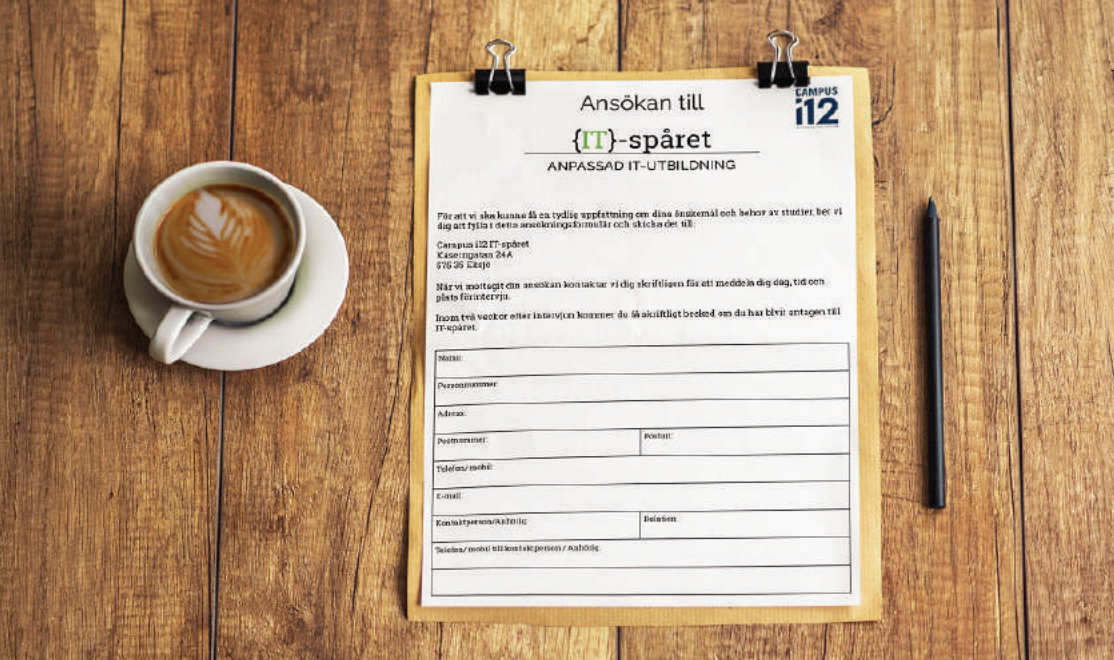 Ansökan till
CAMPUS
i12
{IT}-spåret
ANPASSAD IT-UTBILDNING
För att vi ska kunna få en tydlig uppfattning om dina önskemål och behov av studier, ber vi
dig att fylla i detta ansökningsformulär och skicka det till:
Campus i12 IT-spåret
Kaserngatan 24A
575 35 Eksjö
När vi mottagit din ansökan kontaktar vi dig skriftligen för att meddela dig dag, tid och
plats för intervju.
Inom två veckor efter intervjun kommer du få skriftligt besked om du har blivit antagen till
IT-spåret.
Namn:
Personnummer:
Adress:
Postnummer: Postort:
Telefon/mobil:
E-mail:
Kontaktperson/Anhörig: Relation:
Telefon/mobil till kontaktperson/Anhörig: